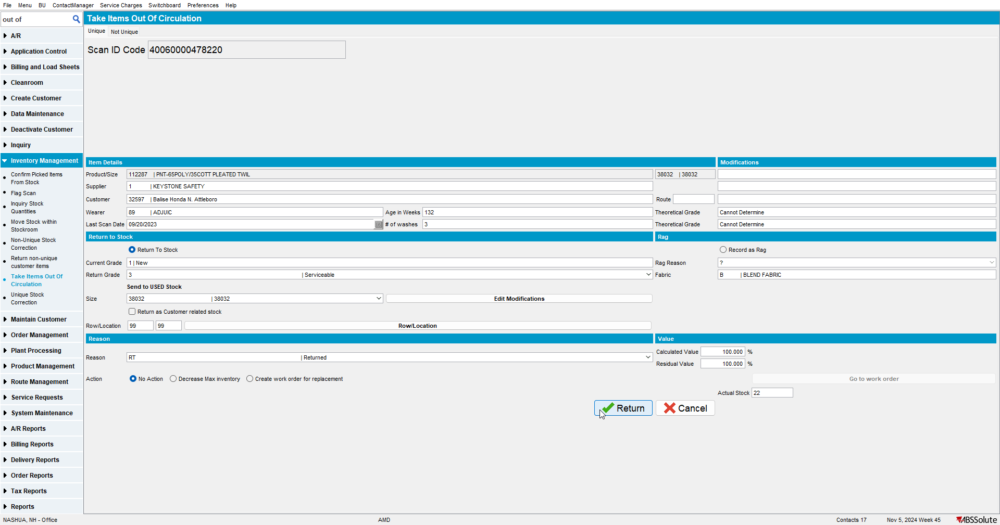 File Menu BU ContactManager Service Charges Switchboard Preferences Help
out of
Take Items Out Of Circulation
Unique Not Unique
Scan ID Code 40060000478220
A/R
Application Control
Billing and Load Sheets
Cleanroom
Create Customer
Data Maintenance
Deactivate Customer
Inquiry
Inventory Management
Confirm Picked Items
From Stock
Flag Scan
Inquiry Stock
Quantities
Move Stock within
Stockroom
Non-Unique Stock
Correction
Return non-unique
customer items
Take Items Out Of
Circulation
Unique Stock
Correction
Maintain Customer
Order Management
Plant Processing
Product Management
Route Management
Service Requests
System Maintenance
A/R Reports
Billing Reports
Delivery Reports
Order Reports
Tax Reports
Reports
Item Details Modifications
Product/Size 112287 | PNT-65POLY/35COTT PLEATED TWIL 38032 | 38032
Supplier 1 | KEYSTONE SAFETY
Customer 32597 | Balise Honda N. Attleboro Route
Wearer 89 | ADJUIC Age in Weeks 132 Theoretical Grade Cannot Determine
Last Scan Date 09/20/2023 # of washes 3 Theoretical Grade Cannot Determine
Return to Stock Rag
Return To Stock Record as Rag
Current Grade 1 | New Rag Reason ?
Return Grade 3 | Serviceable Fabric B | BLEND FABRIC
Send to USED Stock
Size 38032 | 38032 Edit Modifications
Return as Customer related stock
Row/Location 99 99 Row/Location
Reason Value
Calculated Value 100.000 %
Reason RT | Returned
Residual Value 100.000 %
Action No Action Decrease Max inventory Create work order for replacement Go to work order
Actual Stock 22
Return Cancel
NASHUA, NH - Office AMD Contacts 17 Nov 5, 2024 Week 45 ABSSolute